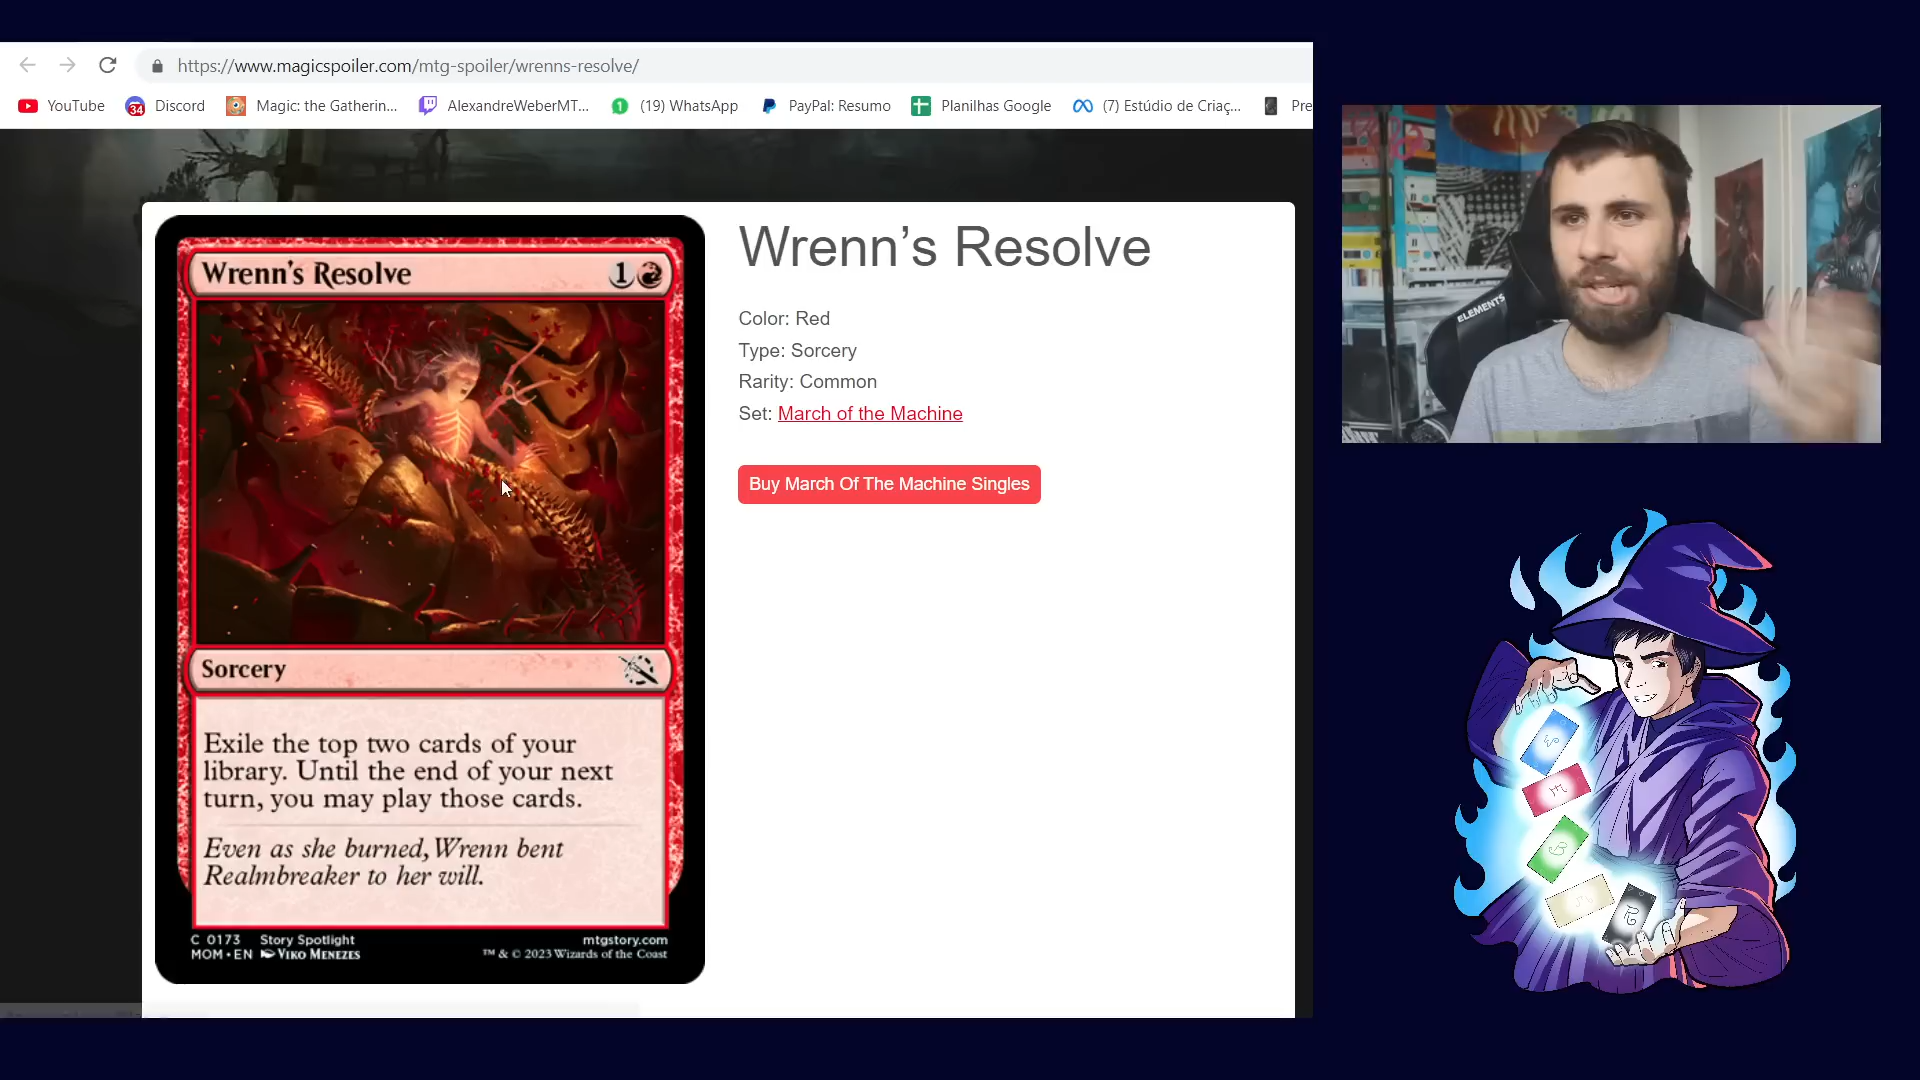 https://www.magicspoiler.com/mtg-spoiler/wrenns-resolve/
YouTube
34
Discord
Magic: the Gatherin...
AlexandreWeberMT...
1
(19) WhatsApp
PayPal: Resumo
Planilhas Google
(7) Estúdio de Criaç...
Pre
Wrenn's Resolve
1
Sorcery
Exile the top two cards of your
library. Until the end of your next
turn, you may play those cards.
Even as she burned, Wrenn bent
Realmbreaker to her will.
C 0173 Story Spotlight
mtgstory.com
MOM • EN VIKO MENEZES
™ & © 2023 Wizards of the Coast
Wrenn’s Resolve
Color: Red
Type: Sorcery
Rarity: Common
Set: March of the Machine
Buy March Of The Machine Singles
ELEMENTS